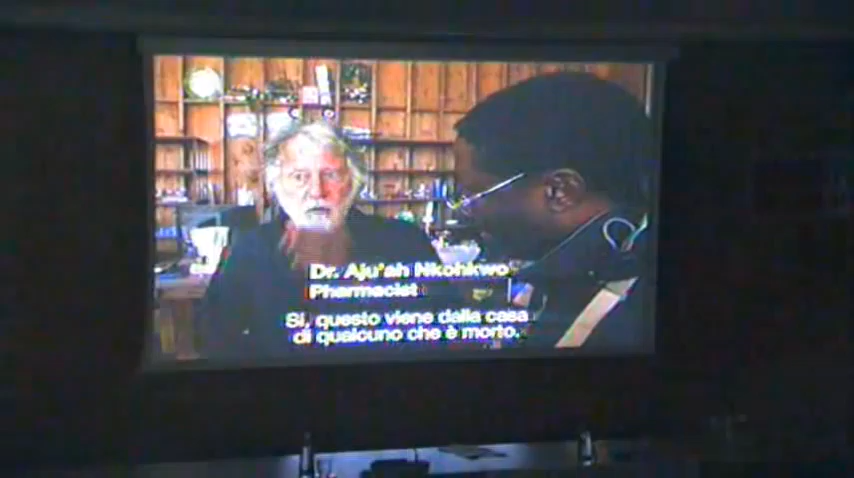 Dr. Aju'ah Nkohkwo
Pharmacist
Sì, questo viene dalla casa
di qualcuno che è morto.